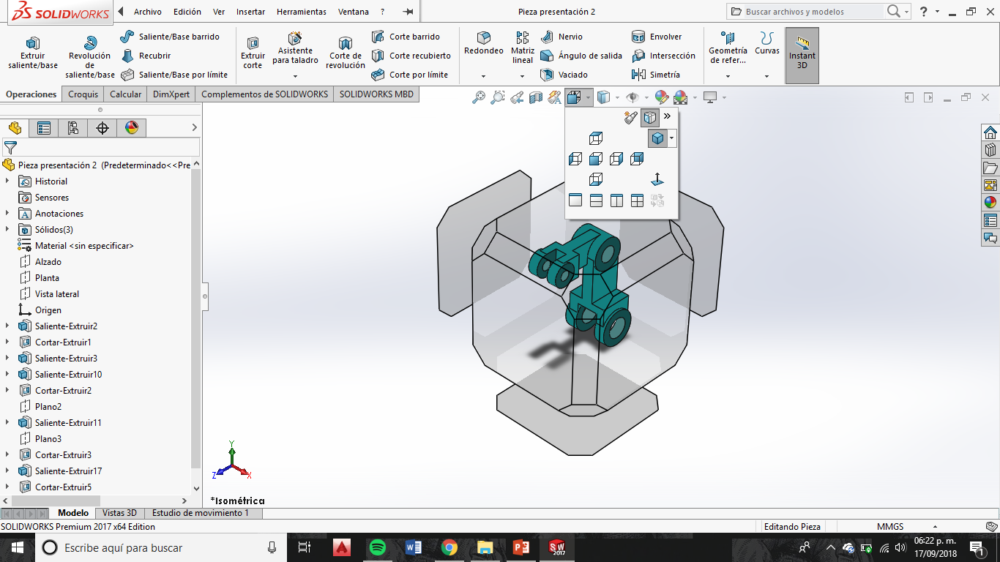 SOLIDWORKS
Archivo Edición Ver Insertar Herramientas Ventana ?
Pieza presentación 2
Buscar archivos y modelos
?
Extruir saliente/base
Revolución de saliente/base
Saliente/Base barrido
Recubrir
Saliente/Base por límite
Extruir corte
Asistente para taladro
Corte de revolución
Corte barrido
Corte recubierto
Corte por límite
Redondeo
Matriz lineal
Nervio
Ángulo de salida
Vaciado
Envolver
Intersección
Simetría
Geometría de refer...
Curvas
Instant 3D
Operaciones Croquis Calcular DimXpert Complementos de SOLIDWORKS SOLIDWORKS MBD
Pieza presentación 2 (Predeterminado<<Pre
Historial
Sensores
Anotaciones
Sólidos(3)
Material <sin especificar>
Alzado
Planta
Vista lateral
Origen
Saliente-Extruir2
Cortar-Extruir1
Saliente-Extruir3
Saliente-Extruir10
Cortar-Extruir2
Plano2
Saliente-Extruir11
Plano3
Cortar-Extruir3
Saliente-Extruir17
Cortar-Extruir5
Y
Z
X
*Isométrica
Modelo Vistas 3D Estudio de movimiento 1
SOLIDWORKS Premium 2017 x64 Edition
Editando Pieza
MMGS
Escribe aquí para buscar
SW
2017
06:22 p. m.
17/09/2018
1